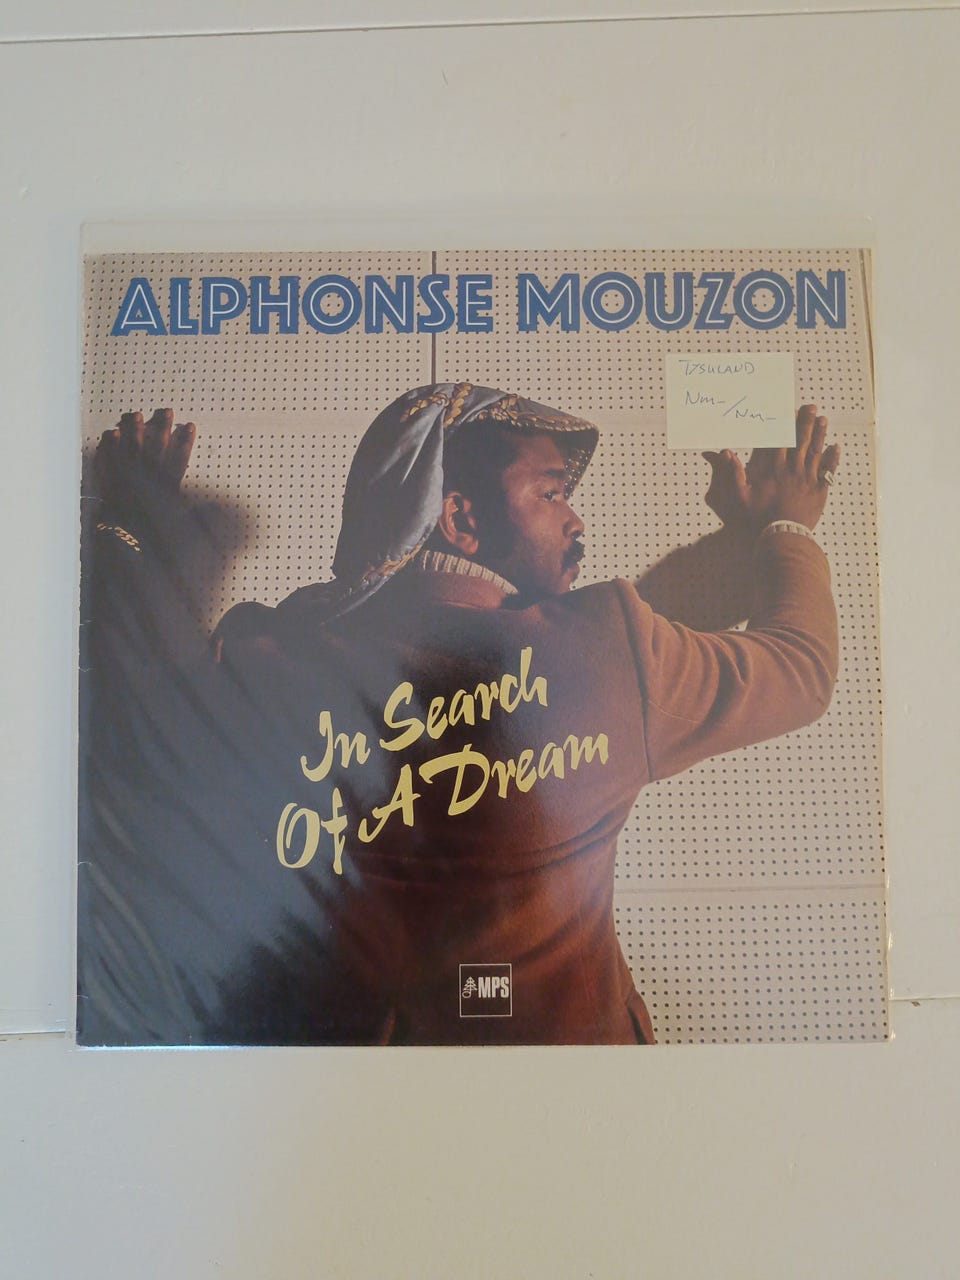 ALPHONSE MOUZON
TYSKLAND
NM-/NM-
In Search
Of A Dream
MPS